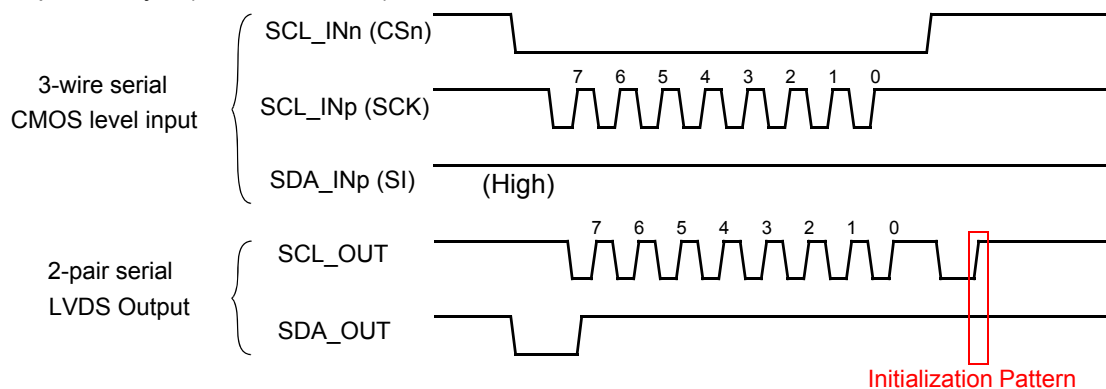 SCL_INn (CSn)
3-wire serial
CMOS level input
7 6 5 4 3 2 1 0
SCL_INp (SCK)
SDA_INp (SI)
(High)
7 6 5 4 3 2 1 0
SCL_OUT
2-pair serial
LVDS Output
SDA_OUT
Initialization Pattern